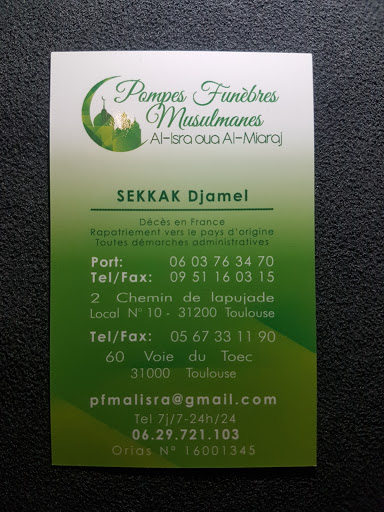 Pompes Funèbres
Musulmanes
Al-Isra oua Al-Miaraj
SEKKAK Djamel
Décès en France
Rapatriement vers le pays d'origine
Toutes démarches administratives
Port: 06 03 76 34 70
Tel/Fax: 09 51 16 03 15
2 Chemin de lapujade
Local N° 10 - 31200 Toulouse
Tel/Fax: 05 67 33 11 90
60 Voie du Toec
31000 Toulouse
pfmalisra@gmail.com
Tel 7j/7-24h/24
06.29.721.103
Orias N° 16001345